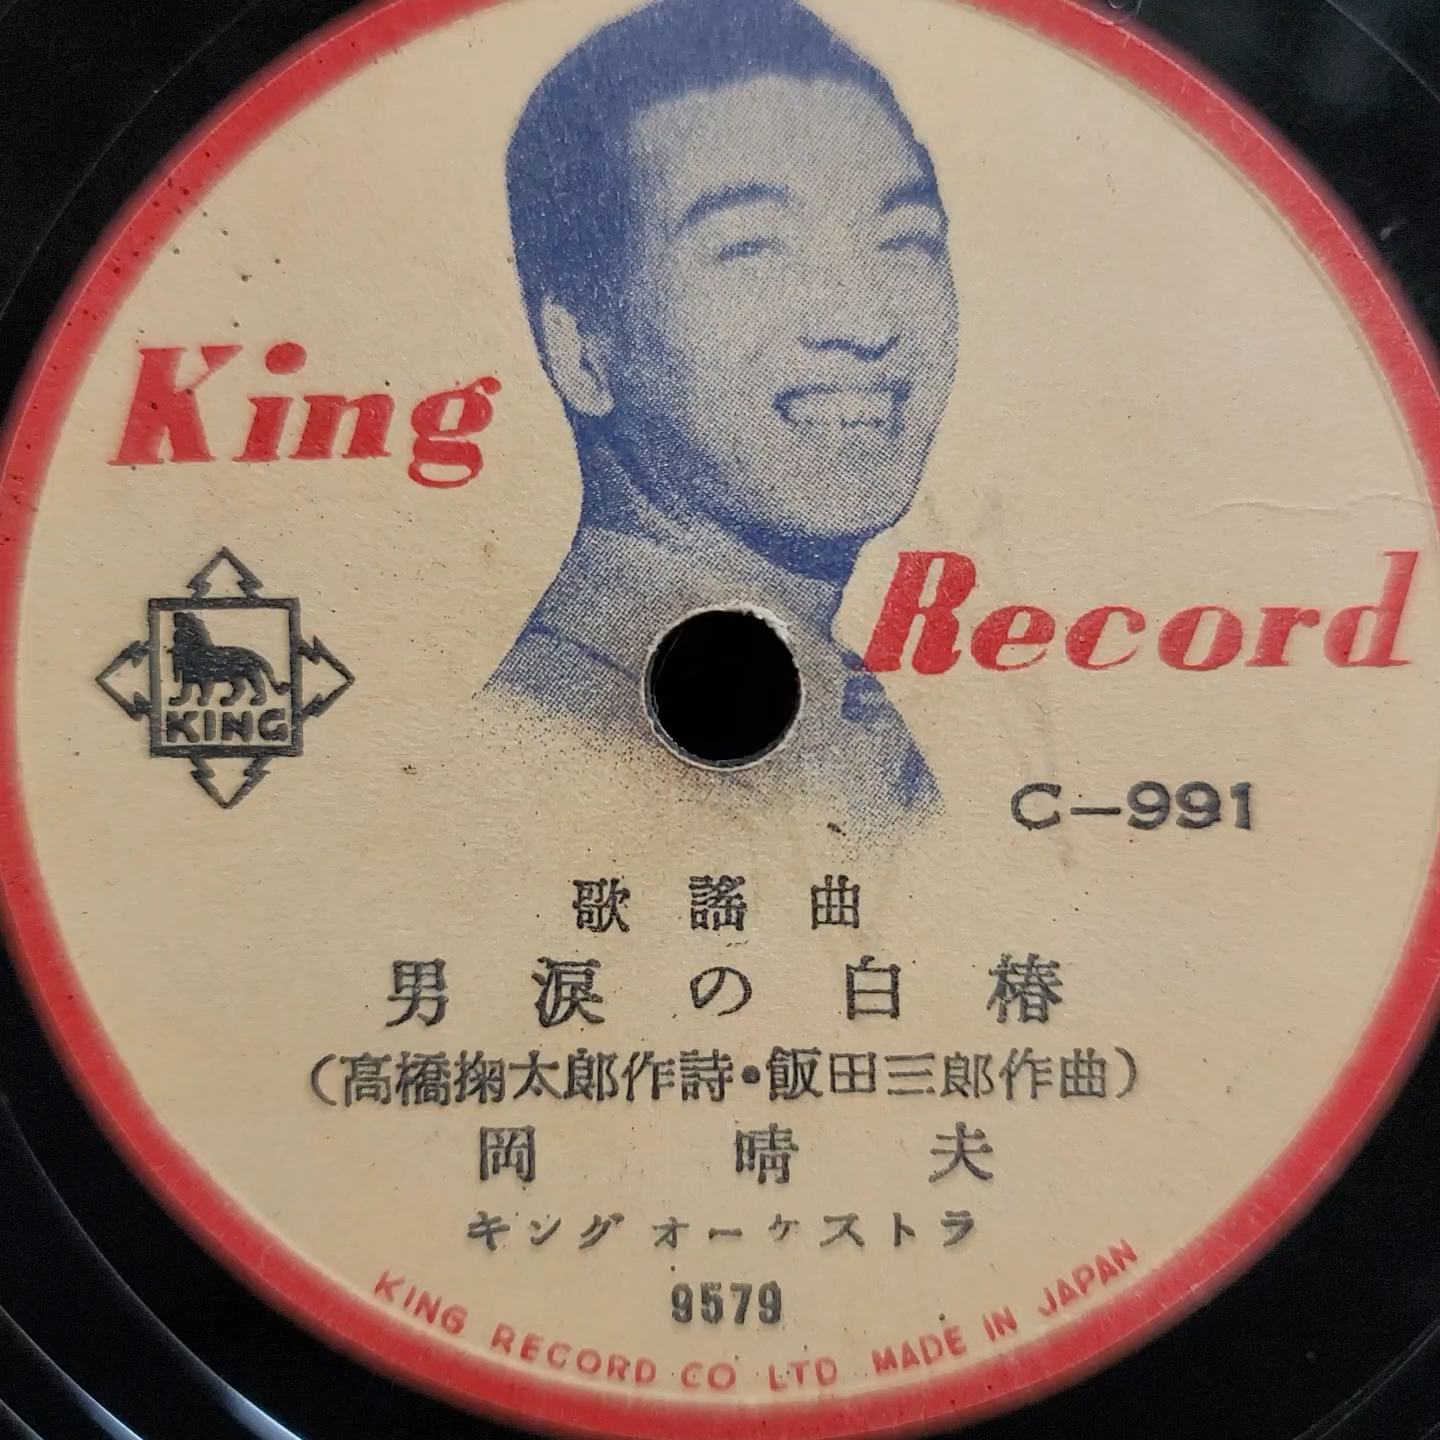 King
Record
KING
C-991
歌謠曲
男淚の白椿
(高橋掬太郎作詩・飯田三郎作曲)
岡晴夫
キングオーケストラ
9579
KING RECORD CO LTD MADE IN JAPAN